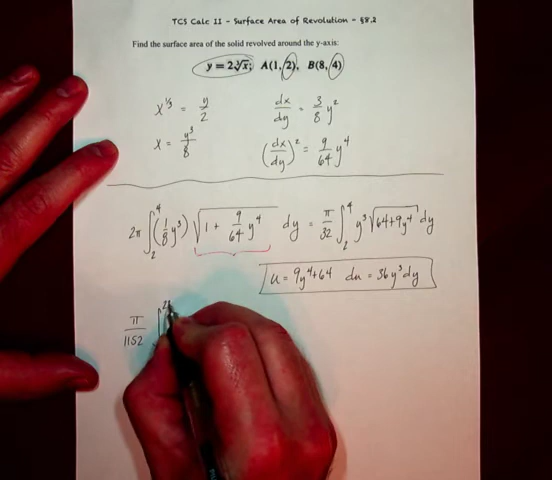 TCS Calc II - Surface Area of Revolution - §8.2
Find the surface area of the solid revolved around the y-axis:
y = 2∛x; A(1, 2), B(8, 4)
x^{1/3} = y/2 dx/dy = 3/8 y²
x = y³/8 (dx/dy)² = 9/64 y⁴
2π ∫₂⁴ (1/8 y³) √(1 + 9/64 y⁴) dy = π/32 ∫₂⁴ y³ √(64+9y⁴) dy
u = 9y⁴+64 du = 36y³dy
π/1152 ∫